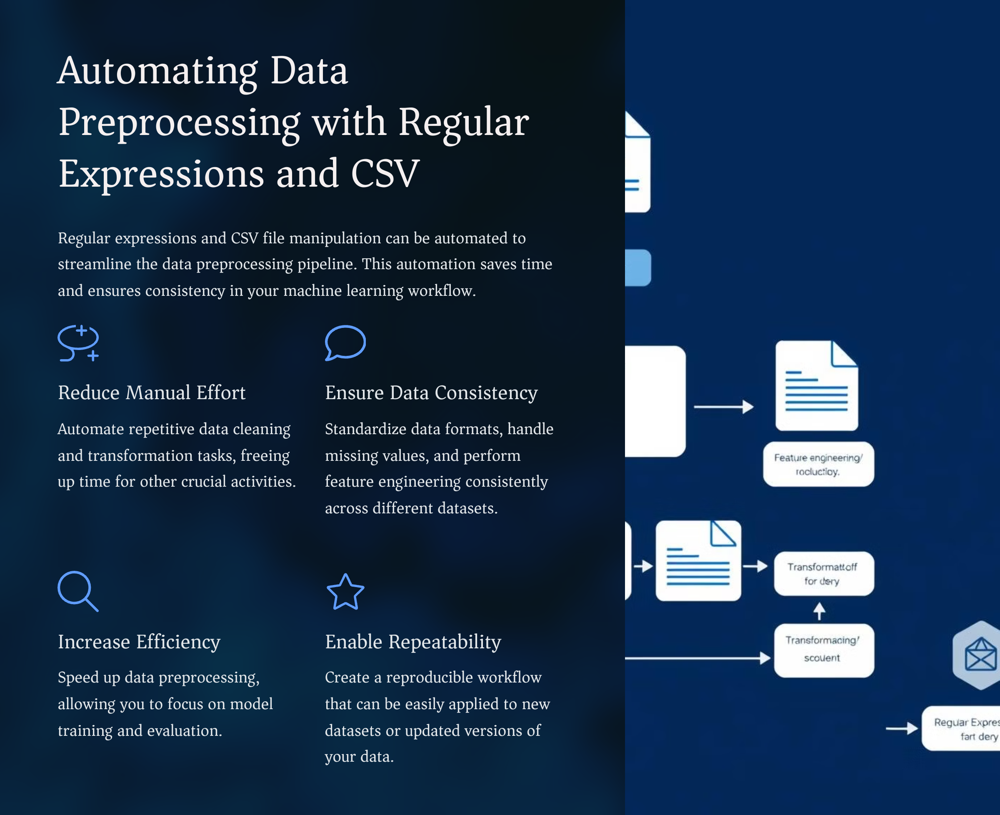 Automating Data
Preprocessing with Regular
Expressions and CSV
Regular expressions and CSV file manipulation can be automated to
streamline the data preprocessing pipeline. This automation saves time
and ensures consistency in your machine learning workflow.
Reduce Manual Effort
Automate repetitive data cleaning
and transformation tasks, freeing
up time for other crucial activities.
Ensure Data Consistency
Standardize data formats, handle
missing values, and perform
feature engineering consistently
across different datasets.
Increase Efficiency
Speed up data preprocessing,
allowing you to focus on model
training and evaluation.
Enable Repeatability
Create a reproducible workflow
that can be easily applied to new
datasets or updated versions of
your data.
Feature engineering/
for dery
scouent
Regular
fart dery